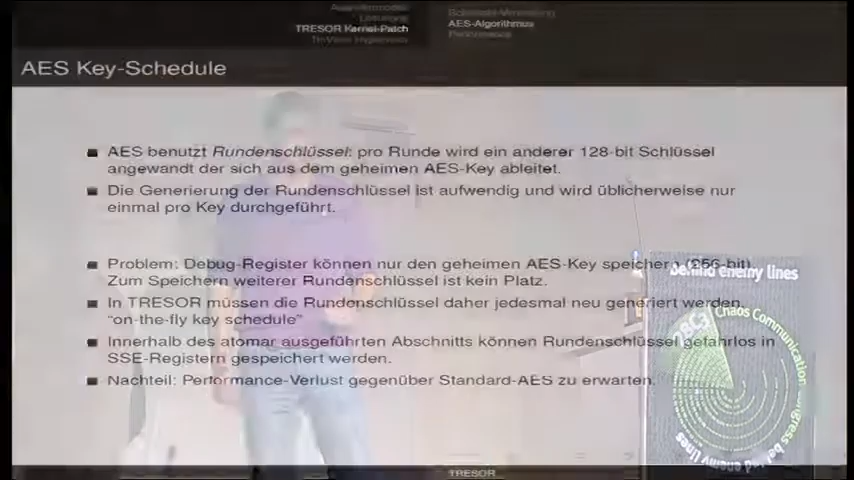 TRESOR Kernel-Patch
AES-Algorithmus
Performance
AES Key-Schedule
AES benutzt Rundenschlüssel: pro Runde wird ein anderer 128-bit Schlüssel
angewandt der sich aus dem geheimen AES-Key ableitet.
Die Generierung der Rundenschlüssel ist aufwendig und wird üblicherweise nur
einmal pro Key durchgeführt.
Problem: Debug-Register können nur den geheimen AES-Key speichern (256-bit).
Zum Speichern weiterer Rundenschlüssel ist kein Platz.
In TRESOR müssen die Rundenschlüssel daher jedesmal neu generiert werden.
"on-the-fly key schedule"
Innerhalb des atomar ausgeführten Abschnitts können Rundenschlüssel gefahrlos in
SSE-Registern gespeichert werden.
Nachteil: Performance-Verlust gegenüber Standard-AES zu erwarten.
behind enemy lines
Chaos Communication
Congress behind enemy lines
TRESOR